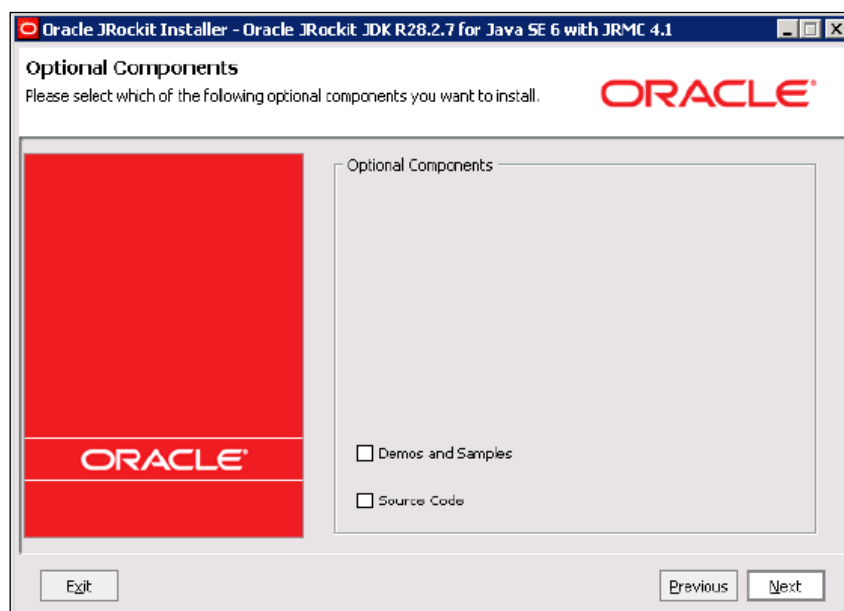 Oracle JRockit Installer - Oracle JRockit JDK R28.2.7 for Java SE 6 with JRMC 4.1
Optional Components
Please select which of the following optional components you want to install.
ORACLE®
Optional Components
ORACLE®
Demos and Samples
Source Code
Exit
Previous
Next